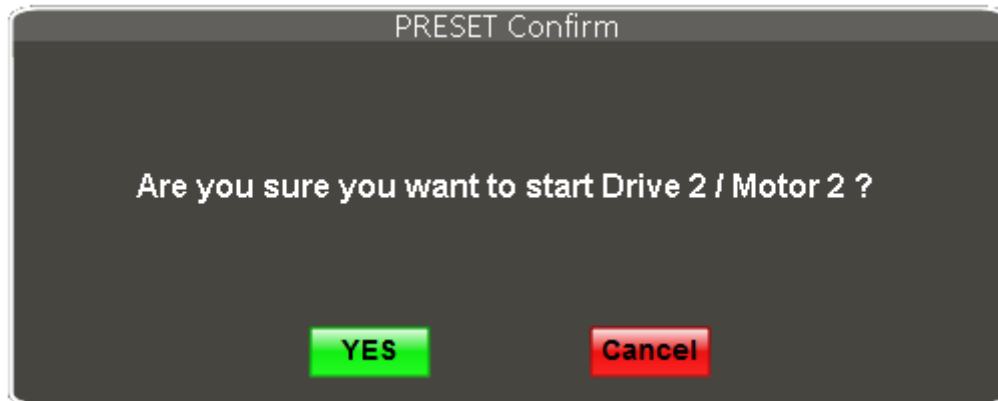 PRESET Confirm
Are you sure you want to start Drive 2 / Motor 2 ?
YES
Cancel